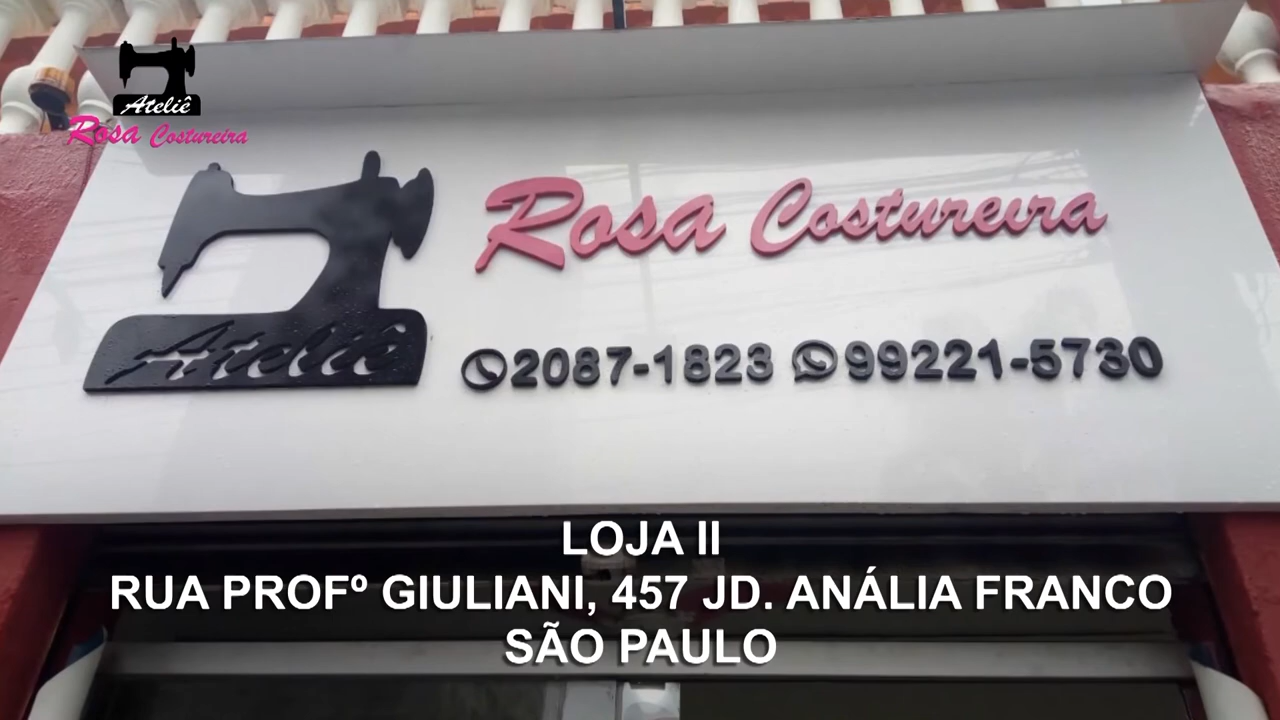 Ateliê
Rosa Costureira
Rosa Costureira
Ateliê
2087-1823 99221-5730
LOJA II
RUA PROFº GIULIANI, 457 JD. ANÁLIA FRANCO
SÃO PAULO